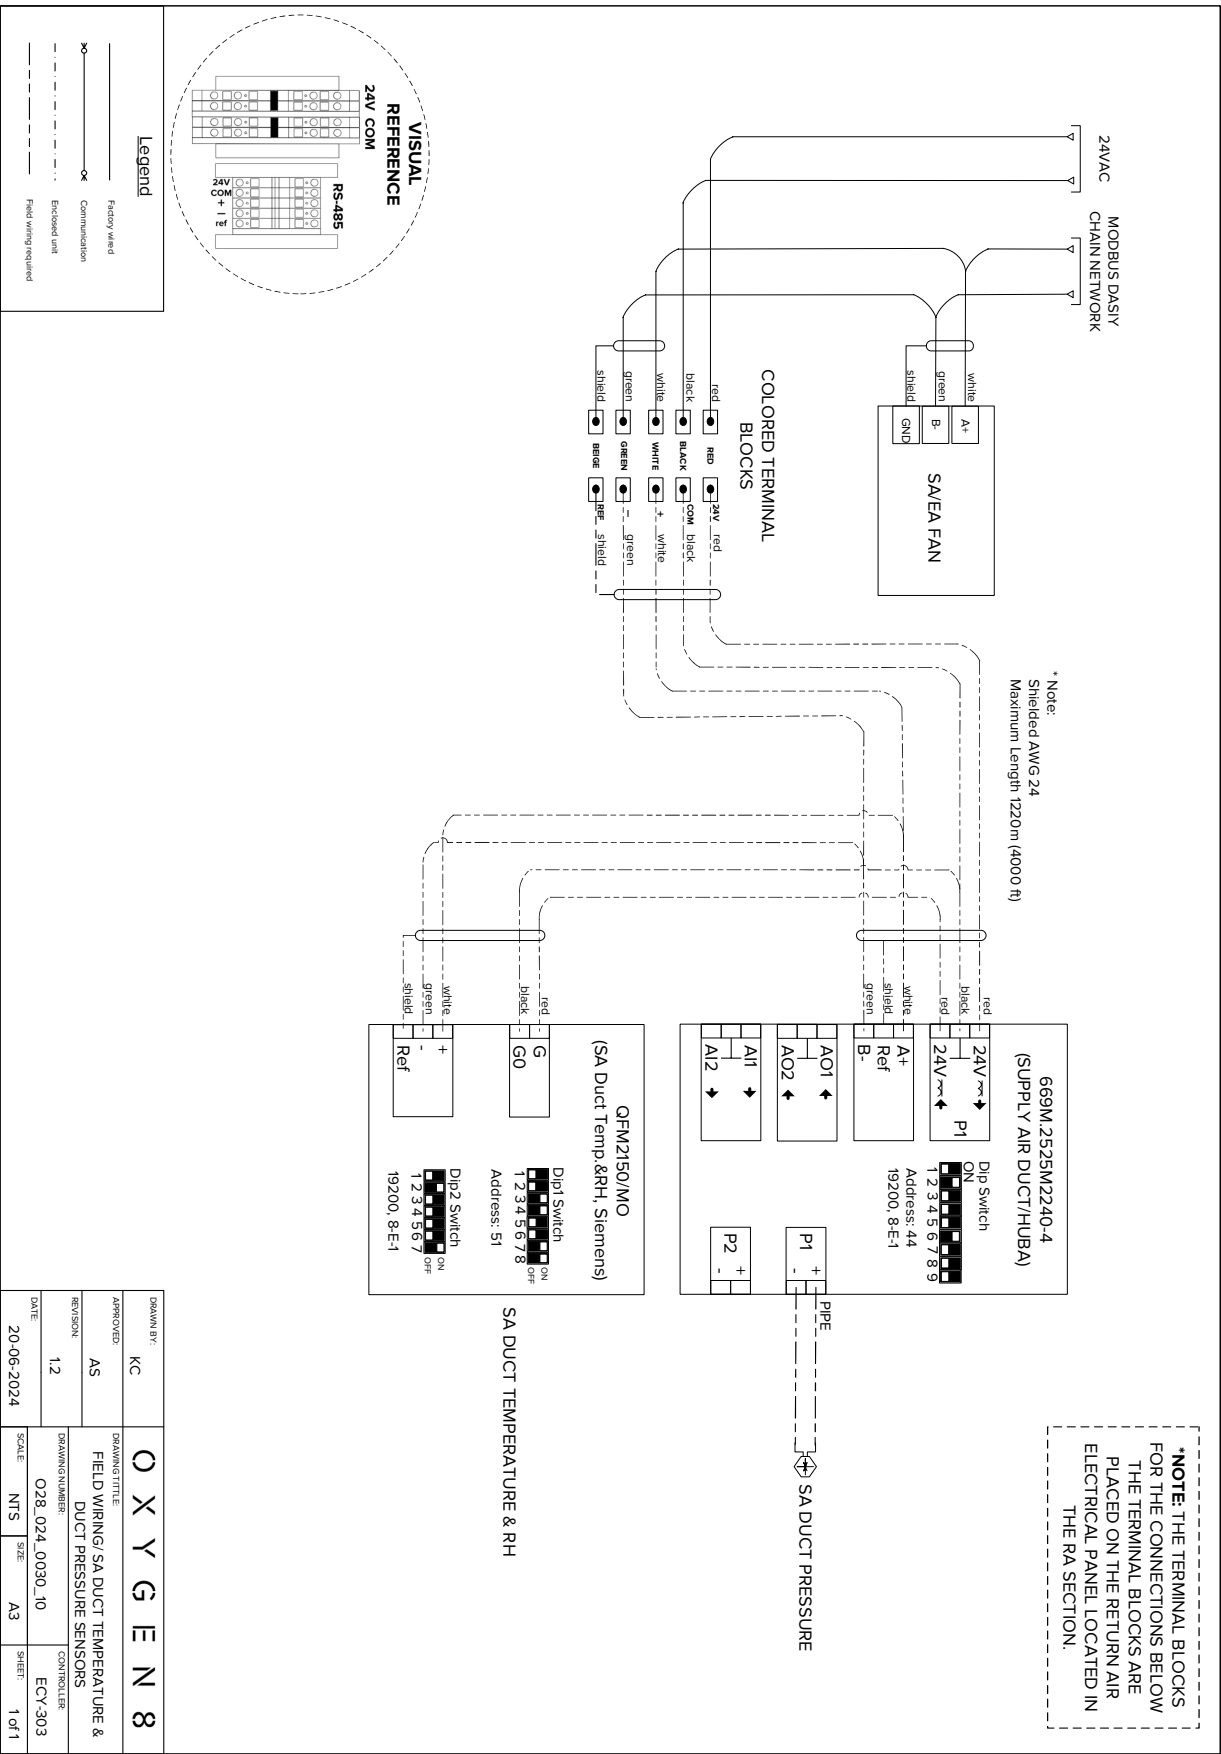 24VAC
MODBUS DASIY
CHAIN NETWORK
white
green
shield
A+
B-
GND
SA/EA FAN
*NOTE: THE TERMINAL BLOCKS
FOR THE CONNECTIONS BELOW
THE TERMINAL BLOCKS ARE
PLACED ON THE RETURN AIR
ELECTRICAL PANEL LOCATED IN
THE RA SECTION.
* Note:
Shielded AWG 24
Maximum Length 1220m (4000 ft)
COLORED TERMINAL
BLOCKS
red
RED
24V
red
black
BLACK
COM
black
white
WHITE
+
white
green
GREEN
-
green
shield
BEIGE
REF
shield
red
black
red
white
shield
green
669M.2525M2240-4
(SUPPLY AIR DUCT/HUBA)
24V
P1
24V
A+
Ref
B-
AO1
AO2
AI1
AI2
Dip Switch
ON
1 2 3 4 5 6 7 8 9
Address: 44
19200, 8-E-1
P1
+
-
P2
+
-
PIPE
SA DUCT PRESSURE
red
black
white
green
shield
QFM2150/MO
(SA Duct Temp.&RH, Siemens)
G
G0
+
-
Ref
Dip1 Switch
ON
OFF
1 2 3 4 5 6 7 8
Address: 51
Dip2 Switch
ON
OFF
1 2 3 4 5 6 7
19200, 8-E-1
SA DUCT TEMPERATURE & RH
VISUAL
REFERENCE
24V COM
RS-485
24V
COM
+
-
ref
Legend
Factory wired
Communication
Enclosed unit
Field wiring required
DRAWN BY:
KC
APPROVED:
AS
REVISION:
1.2
DATE:
20-06-2024
OXYGEN8
DRAWING TITLE:
FIELD WIRING/ SA DUCT TEMPERATURE &
DUCT PRESSURE SENSORS
DRAWING NUMBER:
O28_024_0030_10
CONTROLLER:
ECY-303
SCALE:
NTS
SIZE:
A3
SHEET:
1 of 1